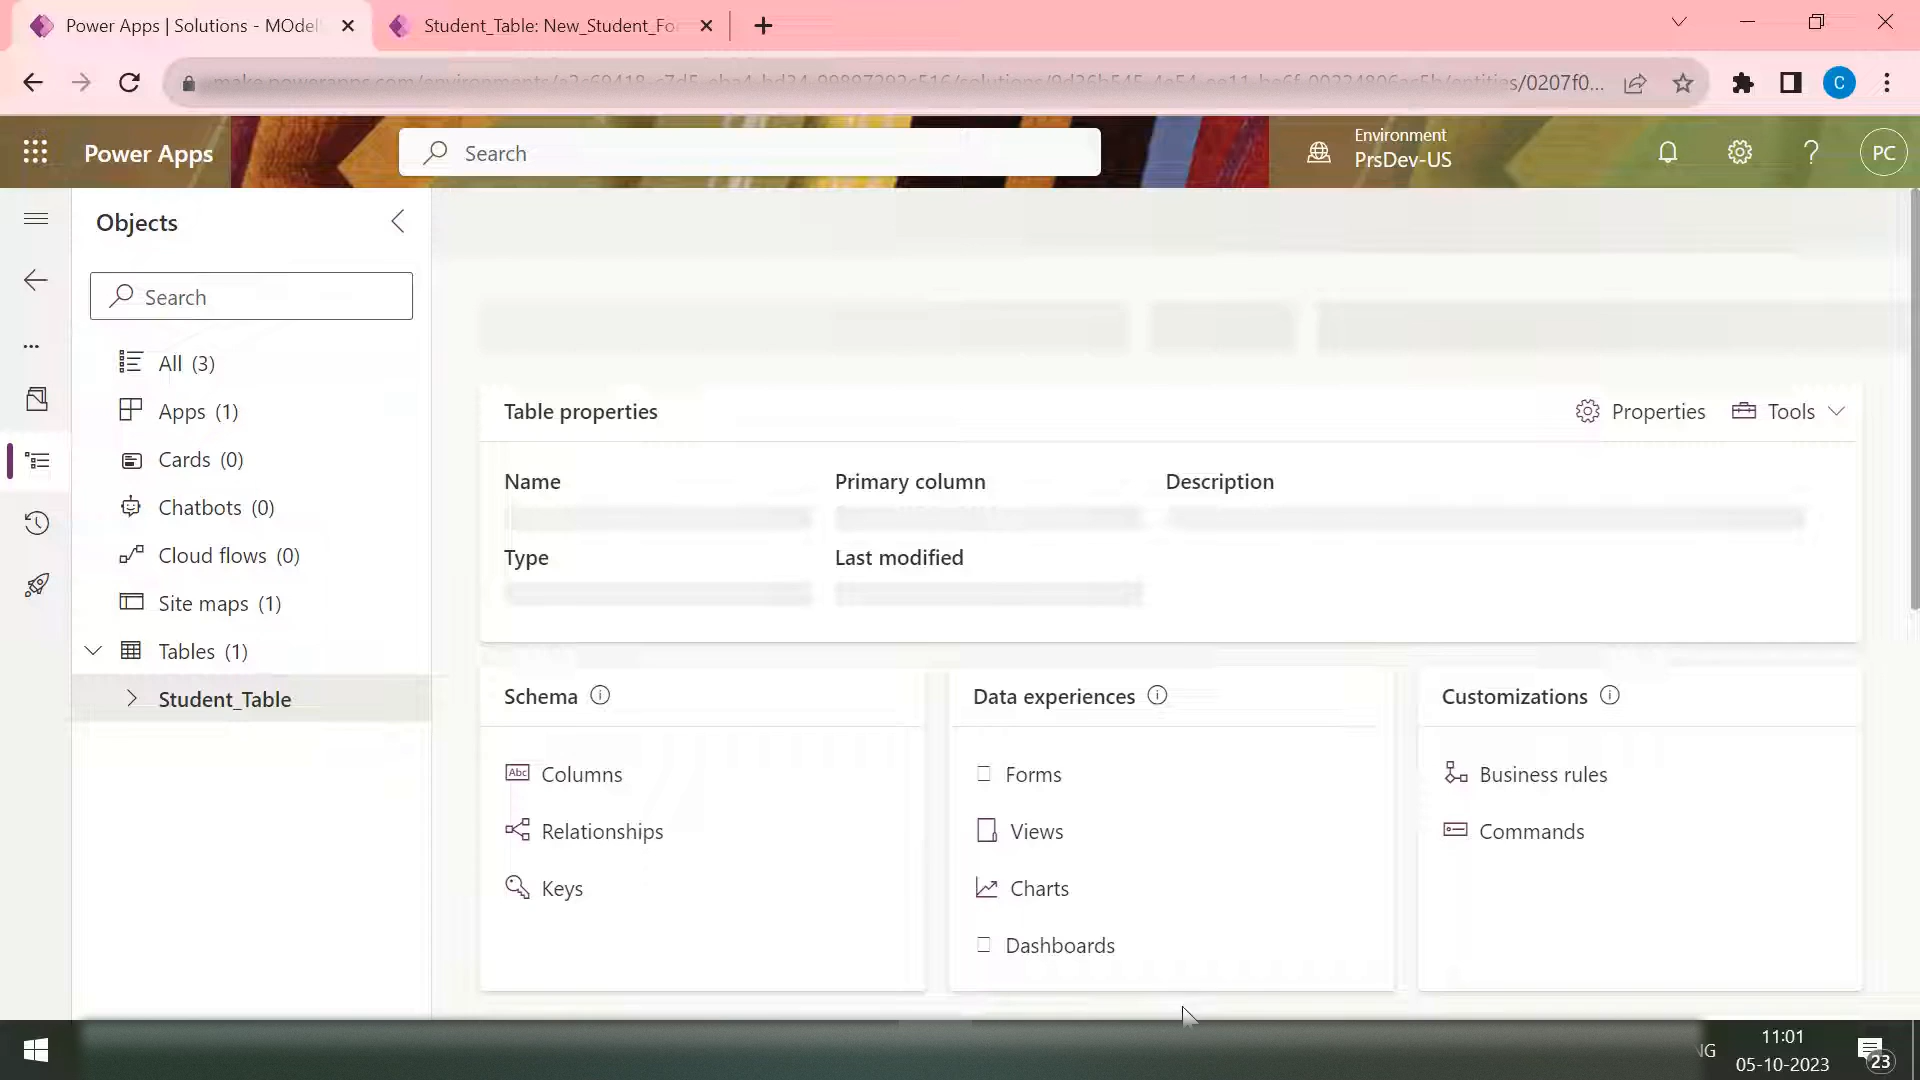 Power Apps | Solutions - MOdel
Student_Table: New_Student_Fo
/0207f0...
Power Apps
Search
Environment
PrsDev-US
PC
C
Objects
Search
All (3)
Apps (1)
Cards (0)
Chatbots (0)
Cloud flows (0)
Site maps (1)
Tables (1)
Student_Table
Table properties
Properties
Tools
Name
Primary column
Description
Type
Last modified
Schema
Data experiences
Customizations
Abc Columns
Forms
Business rules
Relationships
Views
Commands
Keys
Charts
Dashboards
NG
11:01
05-10-2023
23